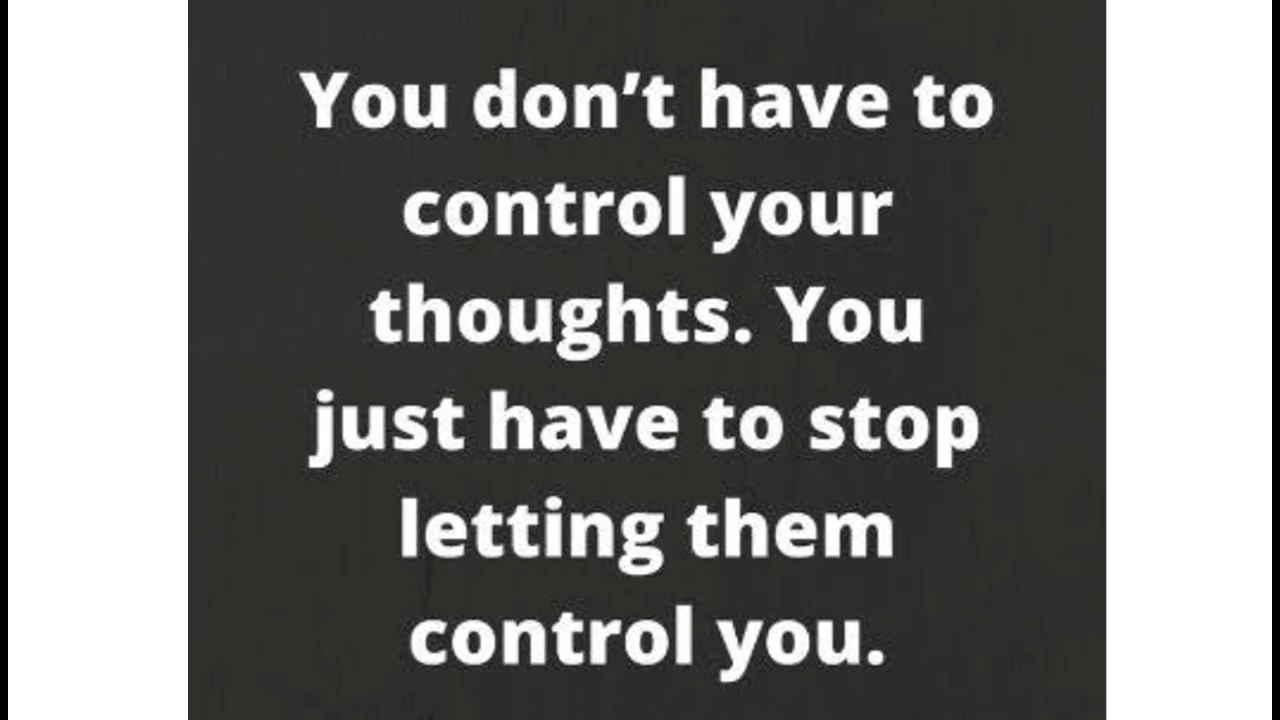 You don’t have to
control your
thoughts. You
just have to stop
letting them
control you.